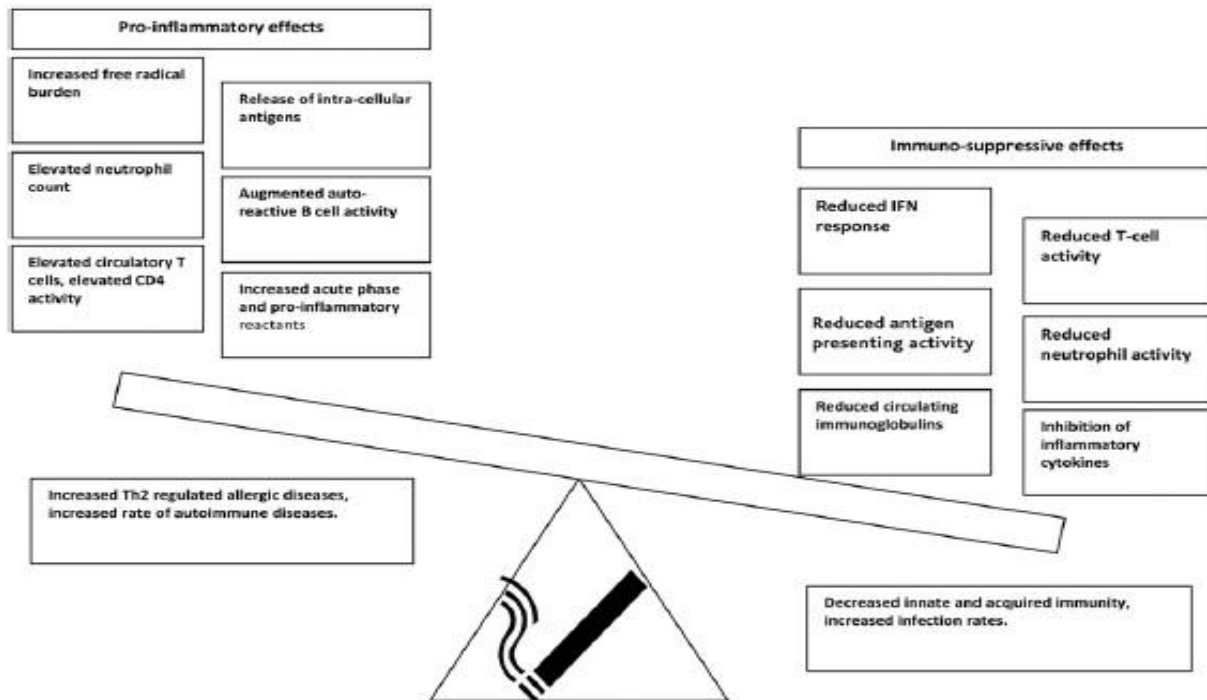 Pro-inflammatory effects
Increased free radical
burden
Release of intra-cellular
antigens
Elevated neutrophil
count
Augmented auto-
reactive B cell activity
Elevated circulatory T
cells, elevated CD4
activity
Increased acute phase
and pro-inflammatory
reactants
Immuno-suppressive effects
Reduced IFN
response
Reduced T-cell
activity
Reduced antigen
presenting activity
Reduced
neutrophil activity
Reduced circulating
immunoglobulins
Inhibition of
inflammatory
cytokines
Increased Th2 regulated allergic diseases,
increased rate of autoimmune diseases.
Decreased innate and acquired immunity,
increased infection rates.